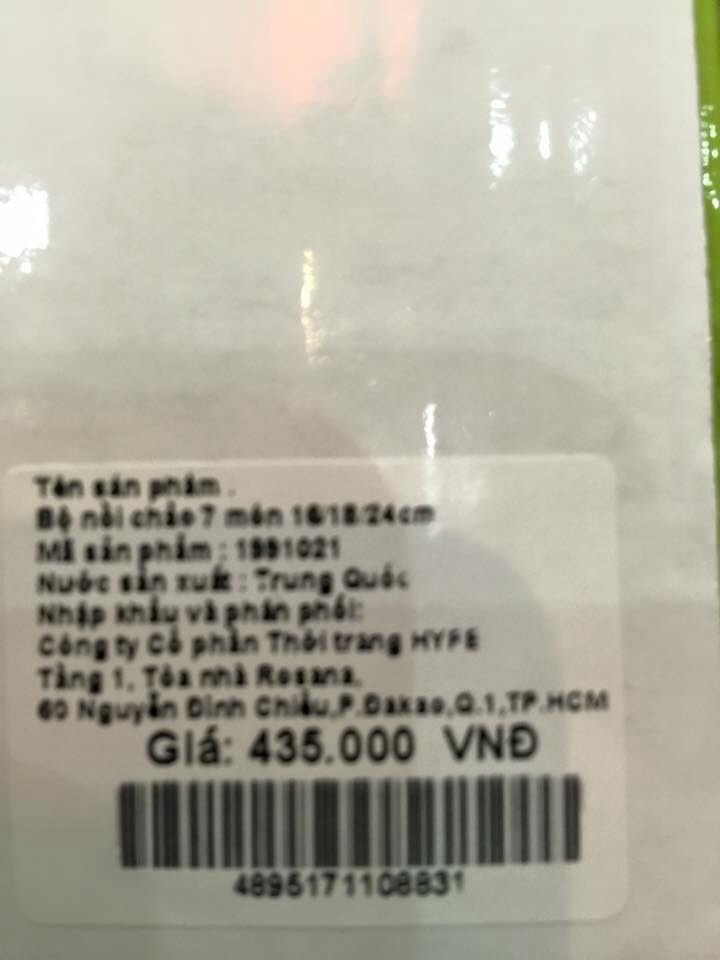 Tên sản phẩm :
Bộ nồi chảo 7 món 16/18/24cm
Mã sản phẩm : 1991021
Nước sản xuất : Trung Quốc
Nhập khẩu và phân phối:
Công ty Cổ phần Thời trang HYFE
Tầng 1, Tòa nhà Rosana,
60 Nguyễn Đình Chiểu,P.Đakao,Q.1,TP.HCM
Giá: 435.000 VNĐ
4895171108831